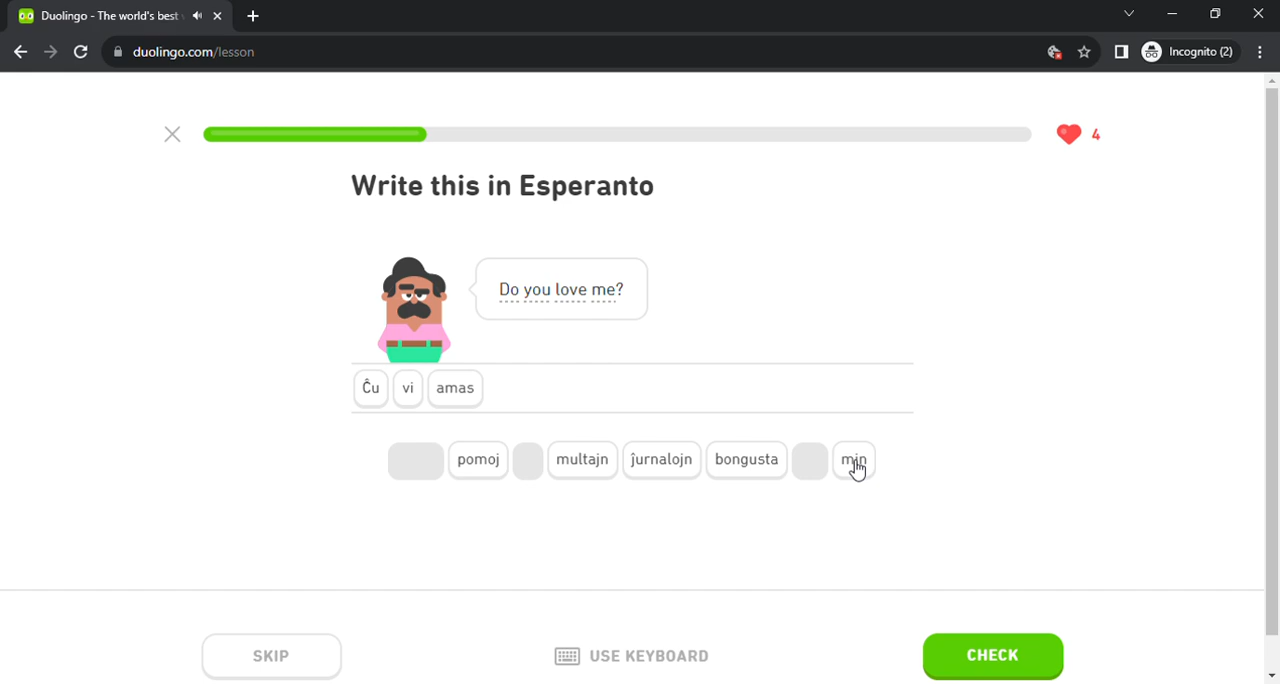 Duolingo - The world's best
duolingo.com/lesson
Incognito (2)
4
Write this in Esperanto
Do you love me?
Ĉu vi amas
pomoj multajn ĵurnalojn bongusta min
SKIP USE KEYBOARD CHECK